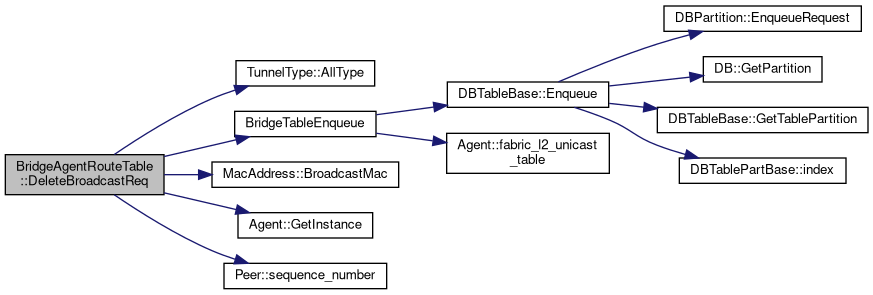 BridgeAgentRouteTable
::DeleteBroadcastReq
TunnelType::AllType
BridgeTableEnqueue
MacAddress::BroadcastMac
Agent::GetInstance
Peer::sequence_number
DBTableBase::Enqueue
Agent::fabric_l2_unicast
_table
DBPartition::EnqueueRequest
DB::GetPartition
DBTableBase::GetTablePartition
DBTablePartBase::index